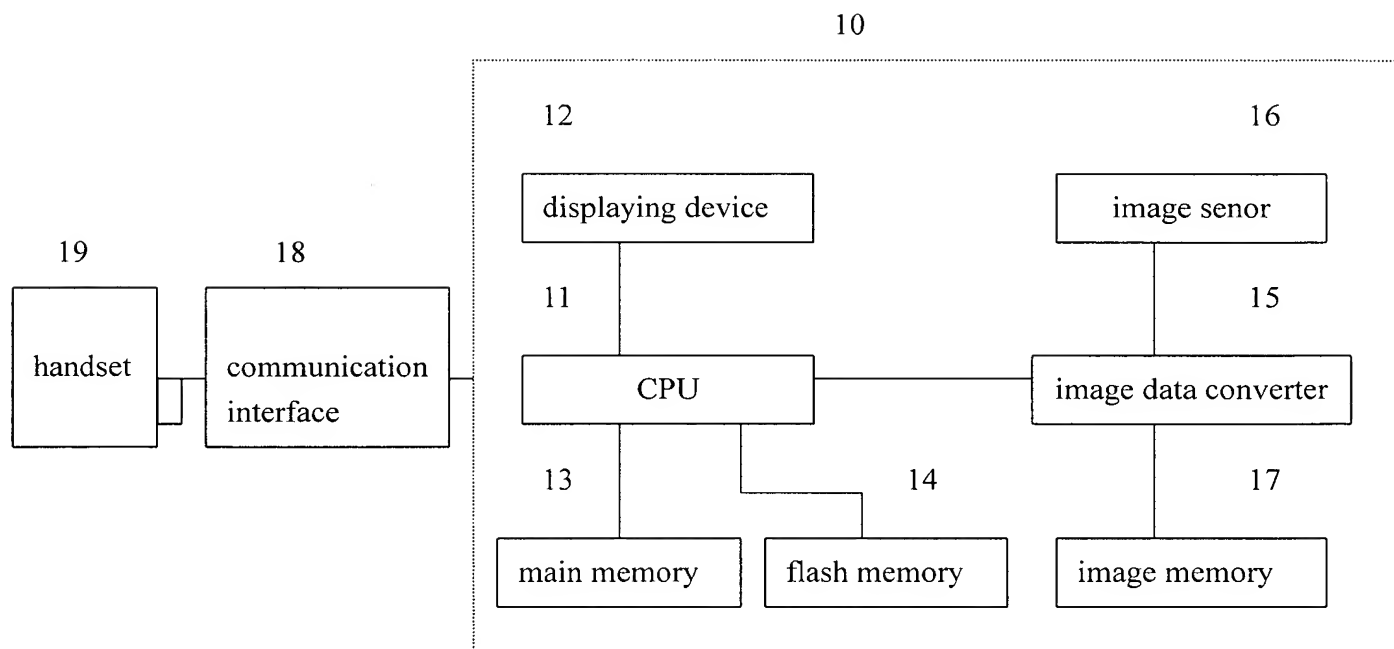 10
12
16
displaying device
image senor
19
18
11
15
handset
communication
interface
CPU
image data converter
13
14
17
main memory
flash memory
image memory